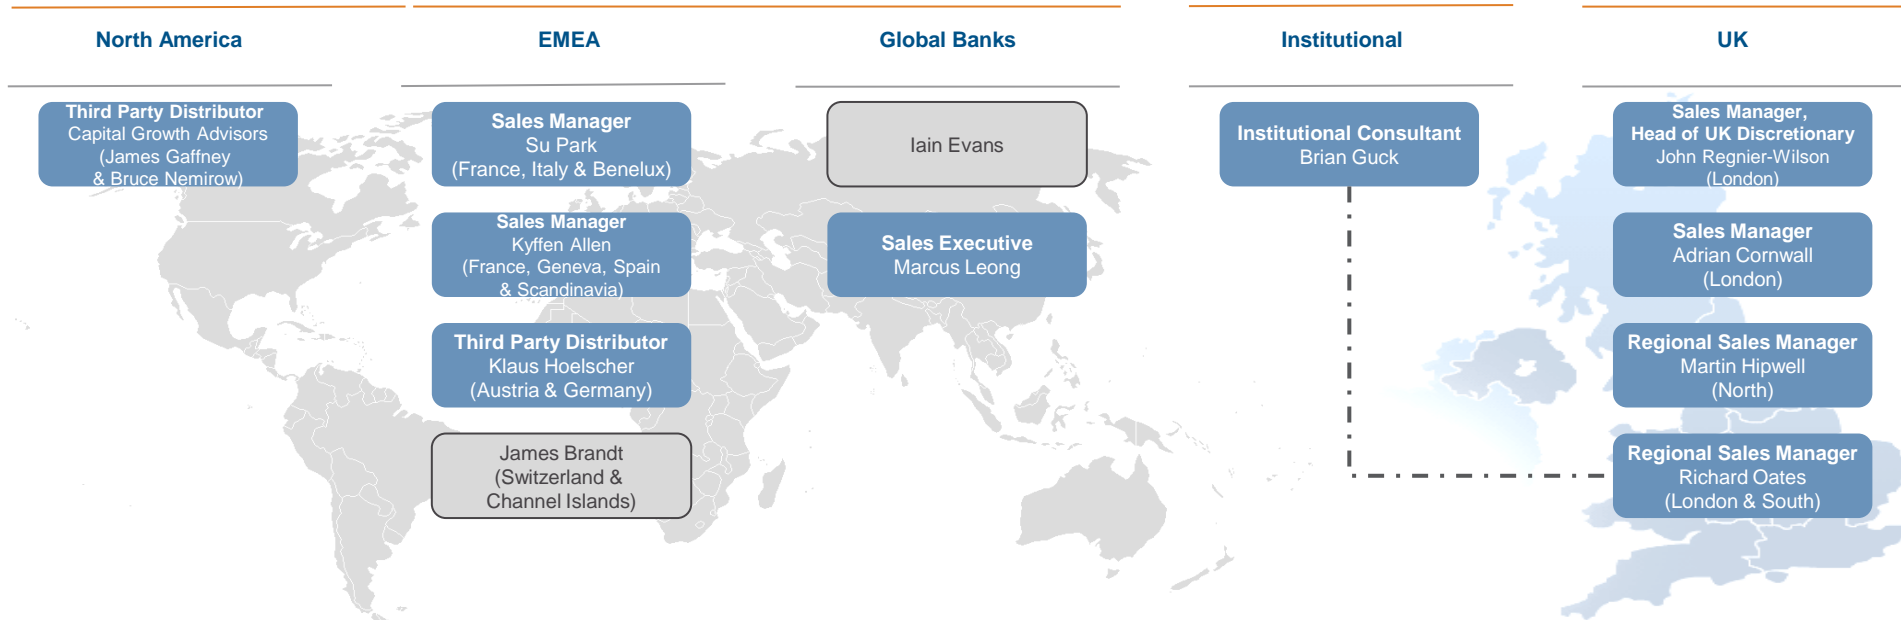 North America
EMEA
Global Banks
Institutional
UK
Third Party Distributor
Capital Growth Advisors
(James Gaffney
& Bruce Nemirow)
Sales Manager
Su Park
(France, Italy & Benelux)
Sales Manager
Kyffen Allen
(France, Geneva, Spain
& Scandinavia)
Third Party Distributor
Klaus Hoelscher
(Austria & Germany)
James Brandt
(Switzerland &
Channel Islands)
Iain Evans
Sales Executive
Marcus Leong
Institutional Consultant
Brian Guck
Sales Manager,
Head of UK Discretionary
John Regnier-Wilson
(London)
Sales Manager
Adrian Cornwall
(London)
Regional Sales Manager
Martin Hipwell
(North)
Regional Sales Manager
Richard Oates
(London & South)